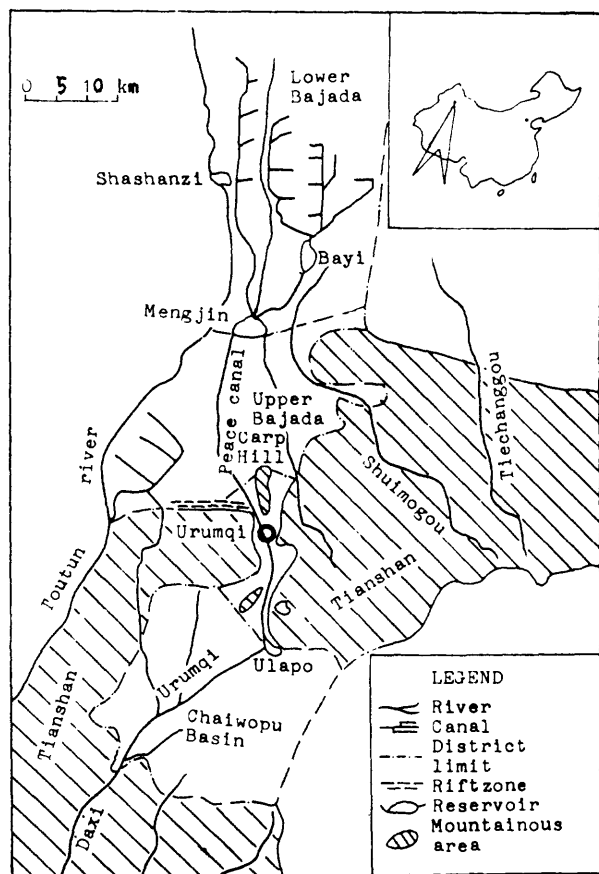 0 5 10 km
Lower
Bajada
Shashanzi
Bayi
Mengjin
Peace canal
Upper
Bajada
Carp
Hill
Tiechanggou
Shuimogou
river
Toutun
Urumqi
Tianshan
Ulapo
Urumqi
Tianshan
Chaiwopu
Basin
Daxi
LEGEND
River
Canal
District
limit
Riftzone
Reservoir
Mountainous
area